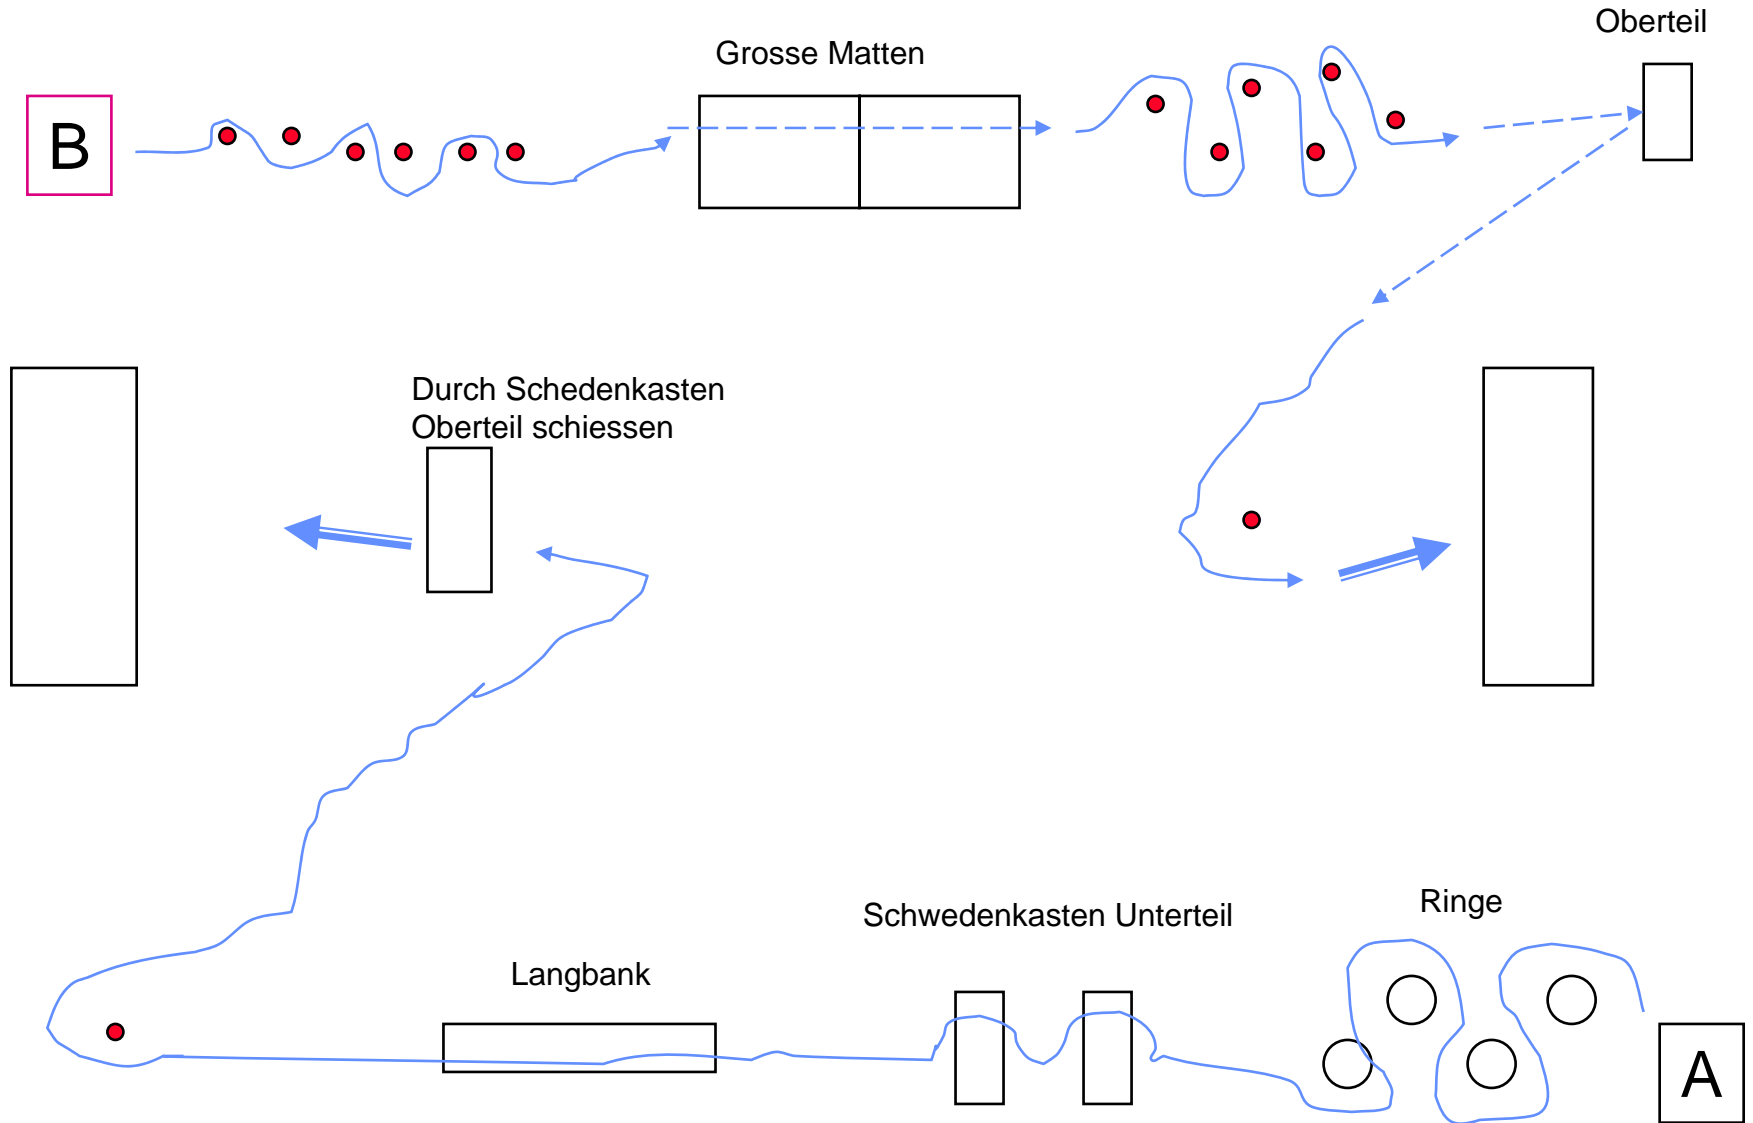 Oberteil
Grosse Matten
B
Durch Schedenkasten
Oberteil schiessen
Schwedenkasten Unterteil
Ringe
Langbank
A